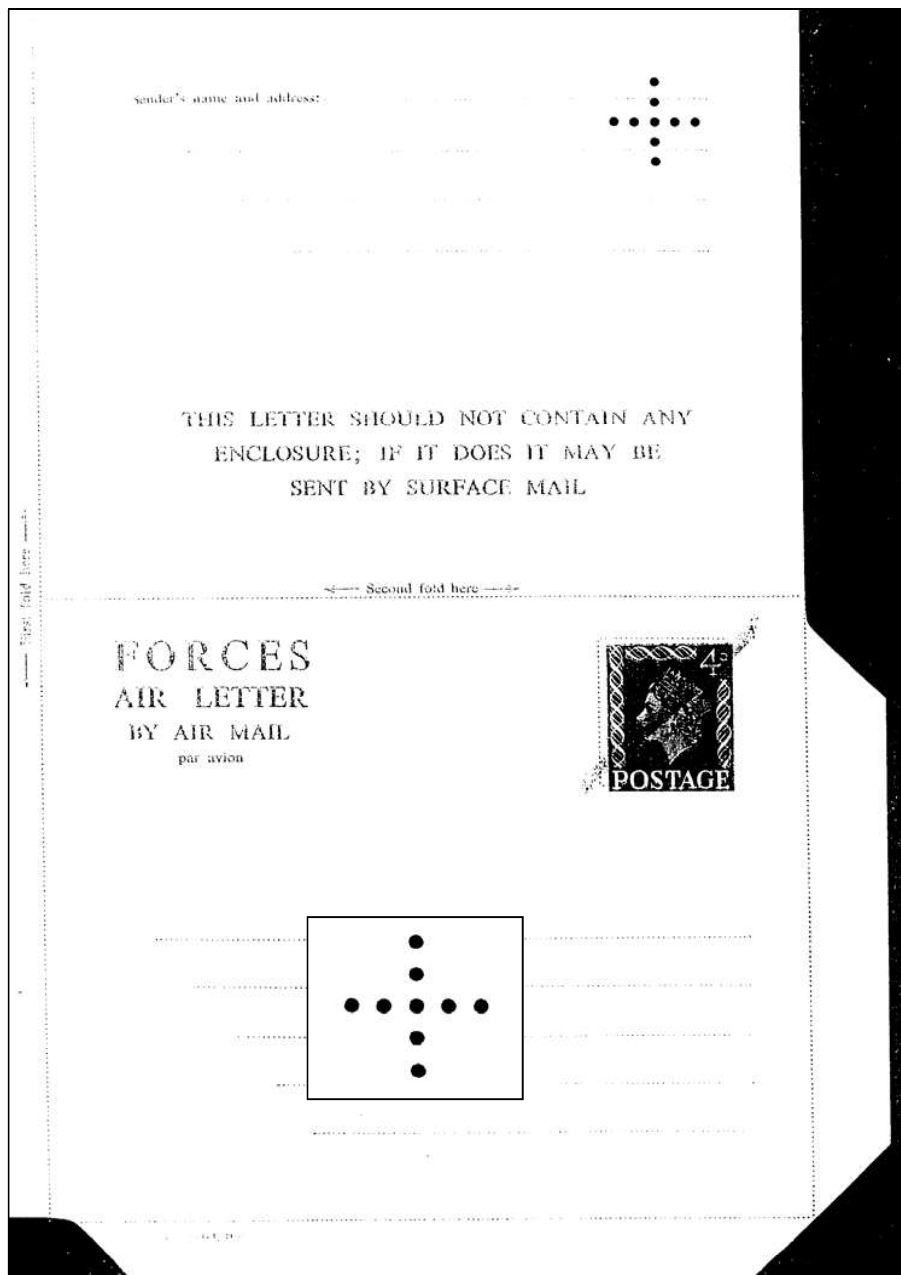 Sender's name and address:
THIS LETTER SHOULD NOT CONTAIN ANY
ENCLOSURE; IF IT DOES IT MAY BE
SENT BY SURFACE MAIL
First fold here
Second fold here
FORCES
AIR LETTER
BY AIR MAIL
par avion
4D
POSTAGE